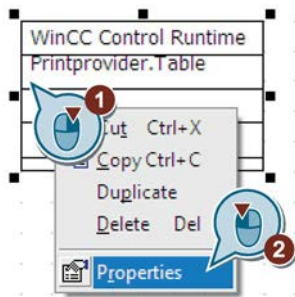 WinCC Control Runtime
Printprovider.Table
1
Cut Ctrl+X
Copy Ctrl+C
Duplicate
Delete Del
Properties
2